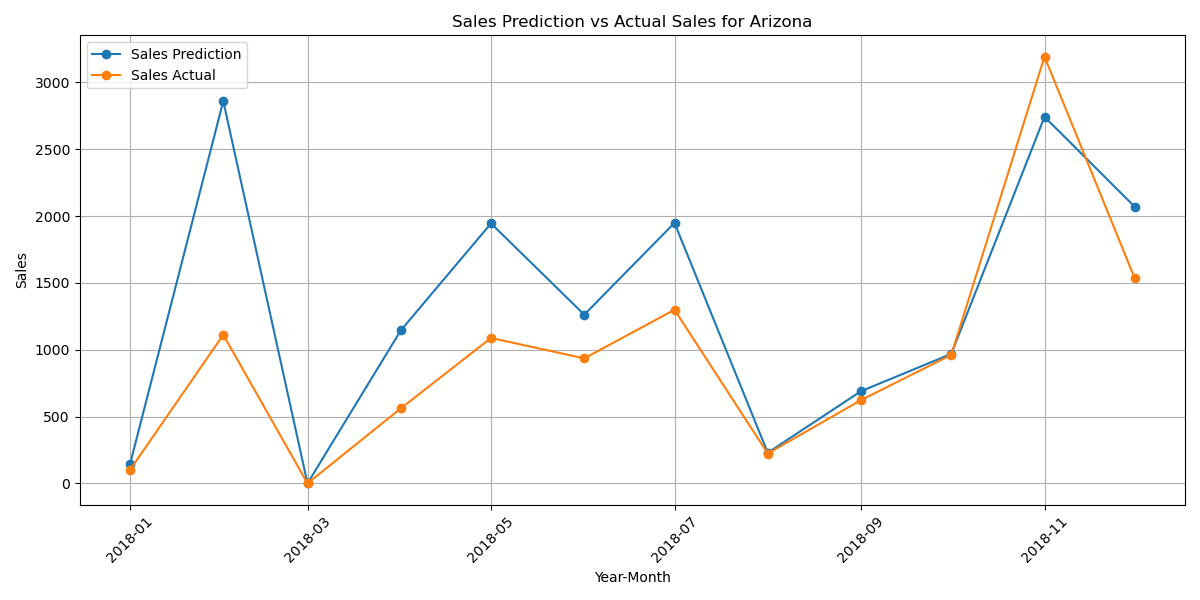 Sales Prediction vs Actual Sales for Arizona
Sales Prediction
Sales Actual
3000
2500
2000
1500
1000
500
0
Sales
2018-01
2018-03
2018-05
2018-07
2018-09
2018-11
Year-Month